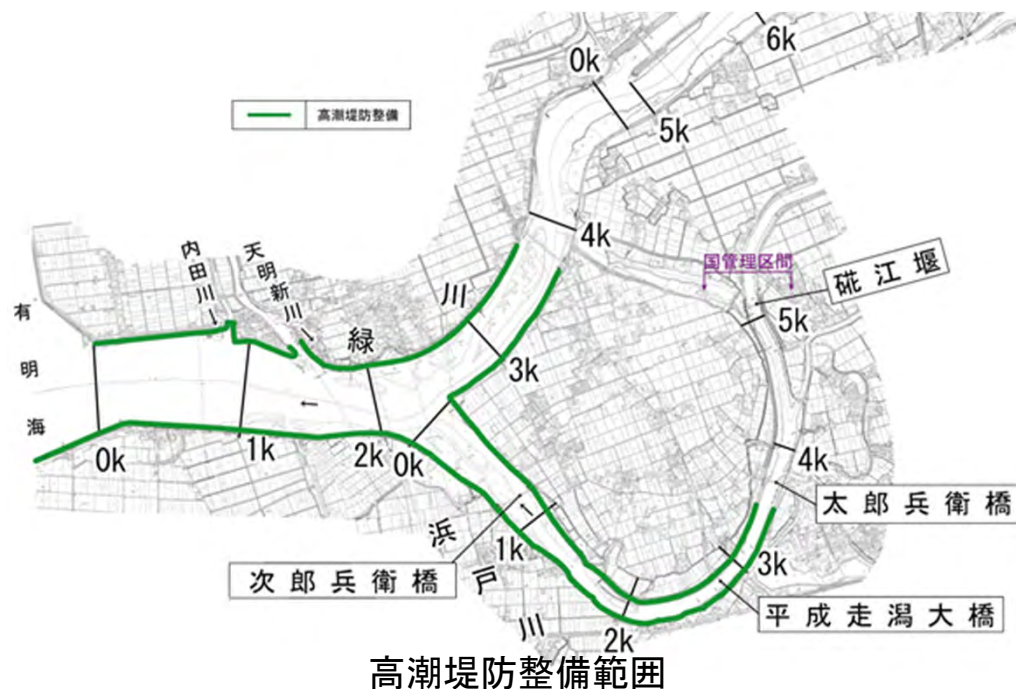 6k
0k
高潮堤防整備
5k
4k
内田川
天明新川
国管理区間
硴江堰
有明海
川
緑
5k
3k
0k
1k
2k
0k
4k
太郎兵衛橋
浜戸川
1k
次郎兵衛橋
3k
平成走潟大橋
2k
高潮堤防整備範囲